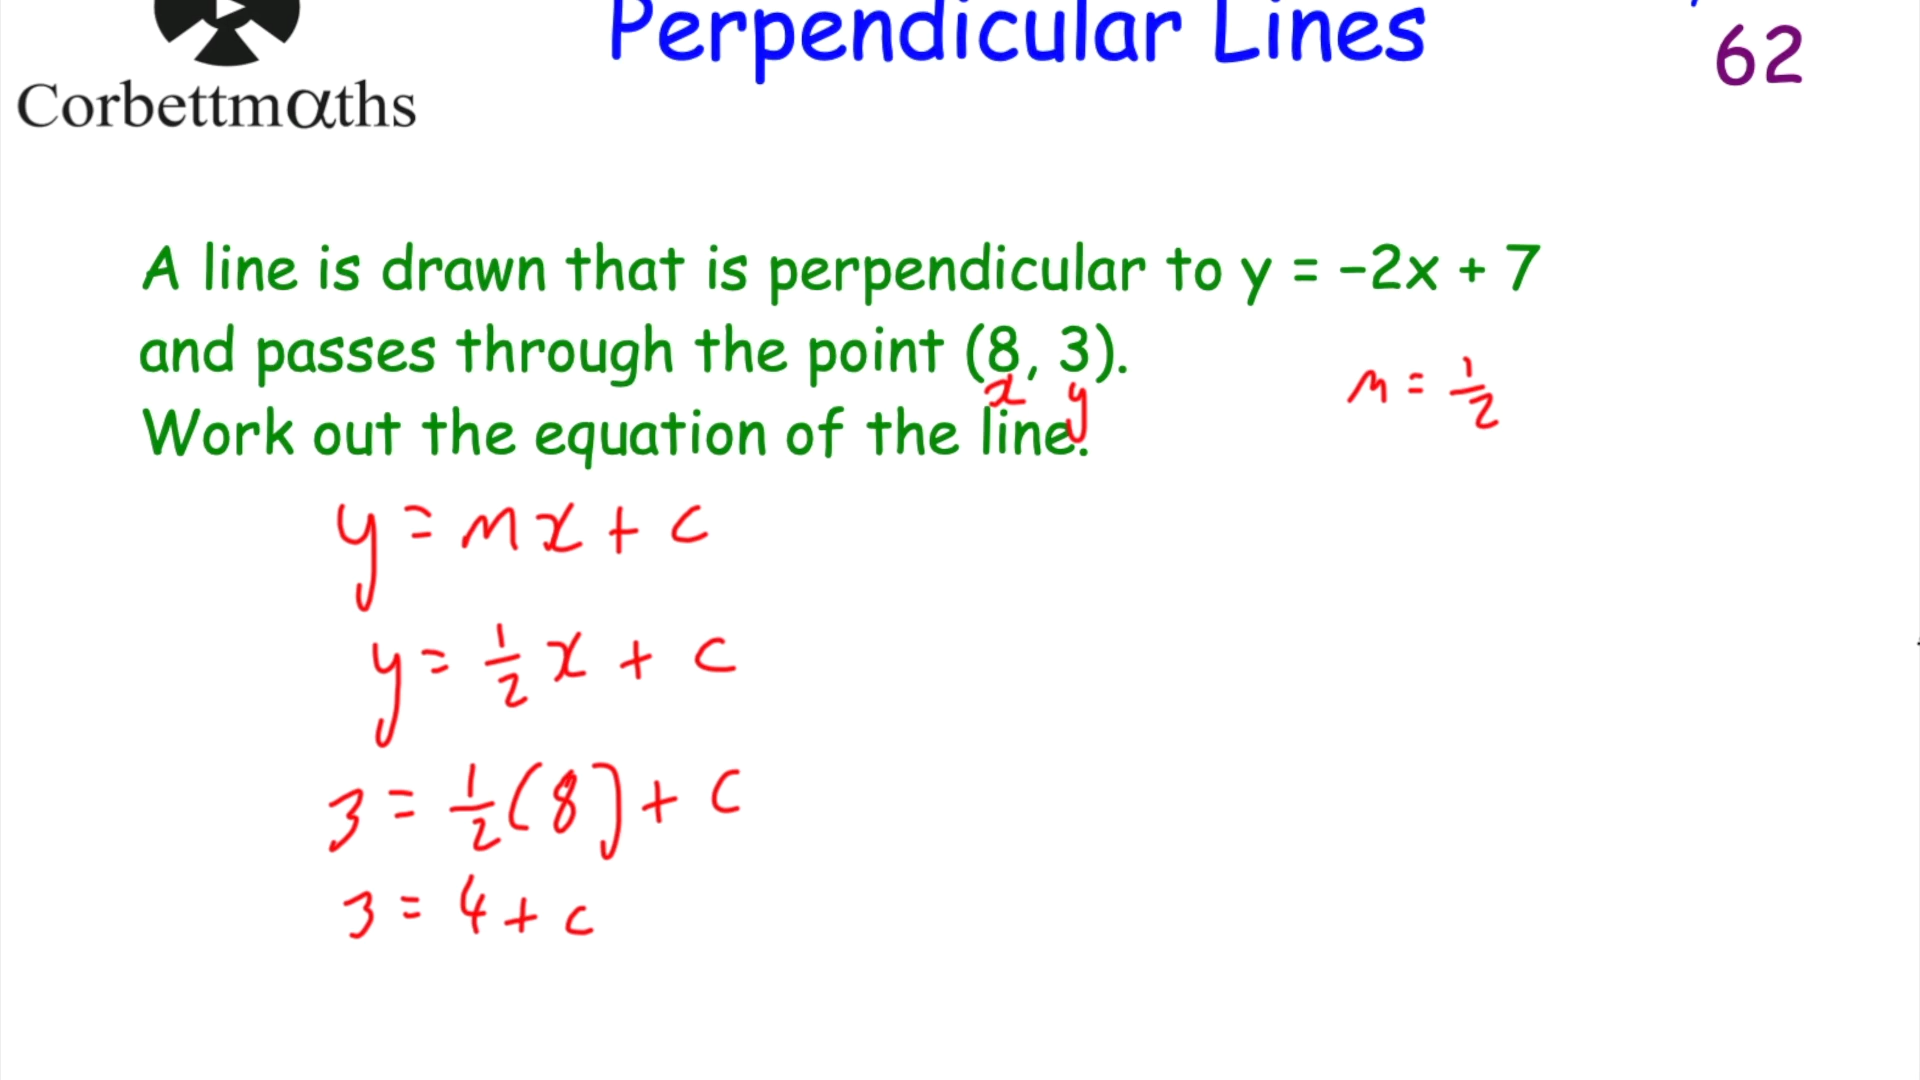 Perpendicular Lines
62
Corbettmαths
A line is drawn that is perpendicular to y = -2x + 7
and passes through the point (8, 3).
x y
m = 1/2
Work out the equation of the line.
y = mx + c
y = 1/2 x + c
3 = 1/2 (8) + c
3 = 4 + c